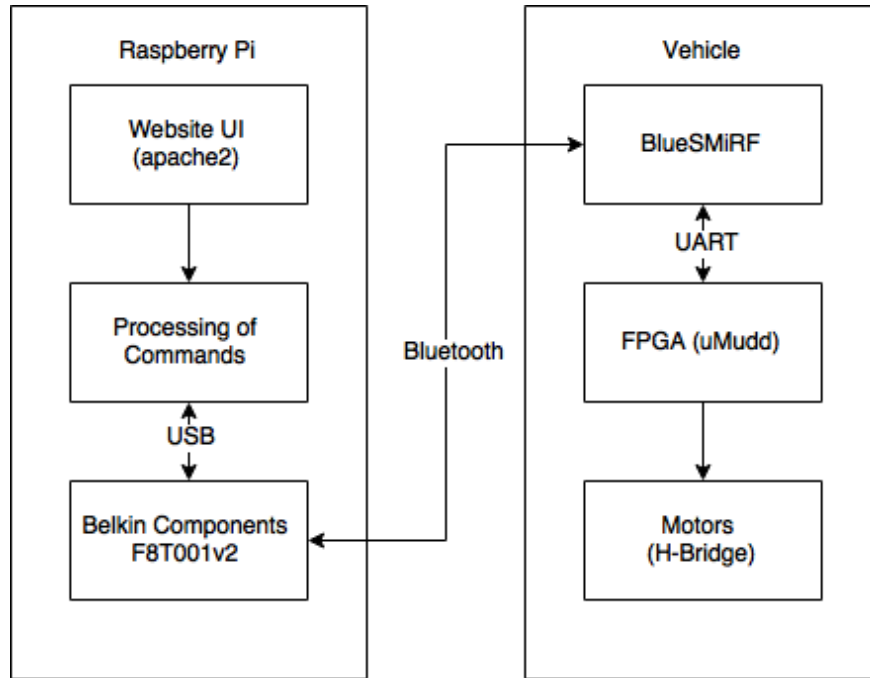 Raspberry Pi
Website UI
(apache2)
Processing of
Commands
USB
Belkin Components
F8T001v2
Bluetooth
Vehicle
BlueSMiRF
UART
FPGA (uMudd)
Motors
(H-Bridge)